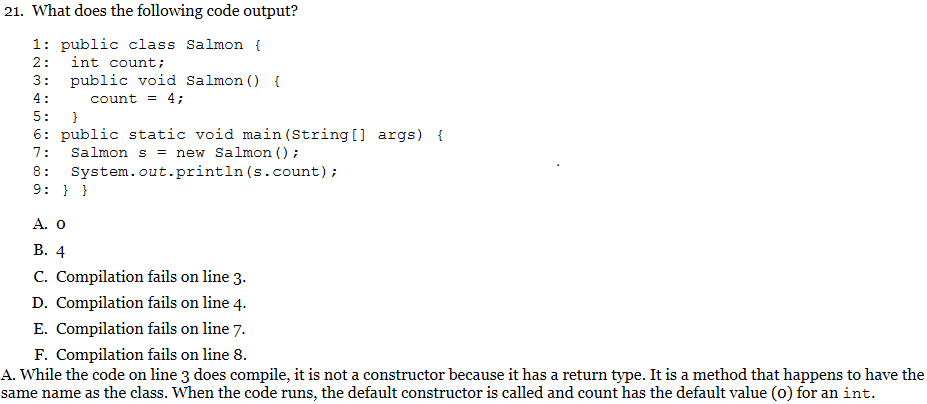 21. What does the following code output?
1: public class Salmon {
2: int count;
3: public void Salmon() {
4: count = 4;
5: }
6: public static void main(String[] args) {
7: Salmon s = new Salmon();
8: System.out.println(s.count);
9: } }
A. 0
B. 4
C. Compilation fails on line 3.
D. Compilation fails on line 4.
E. Compilation fails on line 7.
F. Compilation fails on line 8.
A. While the code on line 3 does compile, it is not a constructor because it has a return type. It is a method that happens to have the
same name as the class. When the code runs, the default constructor is called and count has the default value (0) for an int.